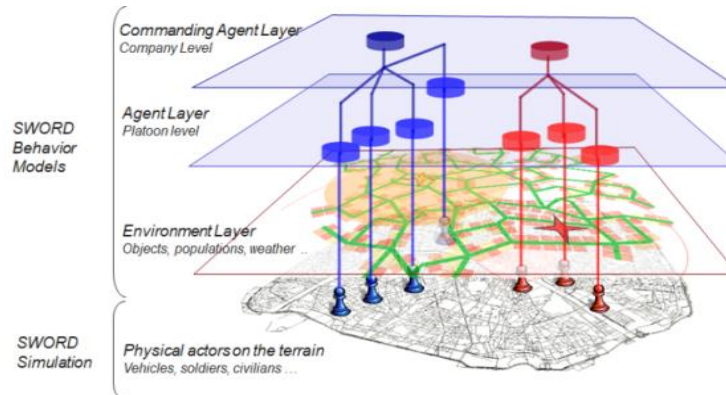 Commanding Agent Layer
Company Level
Agent Layer
Platoon level
SWORD
Behavior
Models
Environment Layer
Objects, populations, weather ..
SWORD
Simulation
Physical actors on the terrain
Vehicles, soldiers, civilians ...